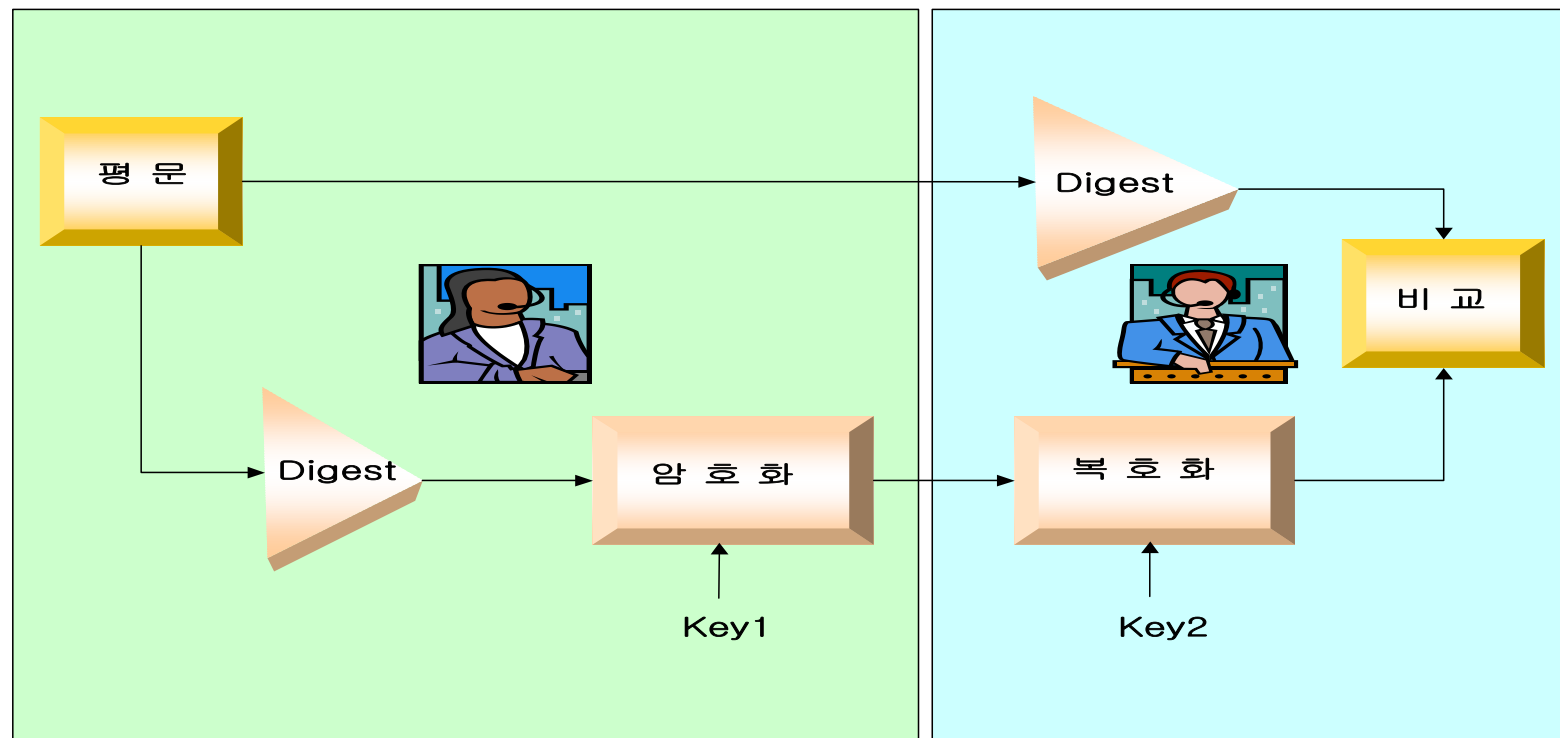 평 문
Digest
비 교
Digest
암 호 화
복 호 화
Key1
Key2